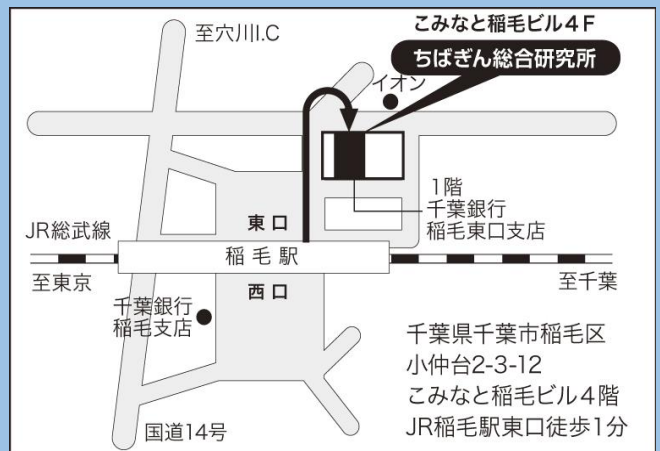 至穴川I.C
こみなと稲毛ビル4F
ちばぎん総合研究所
イオン
1階
千葉銀行
稲毛東口支店
東口
JR総武線
稲毛駅
至東京
西口
至千葉
千葉銀行
稲毛支店
千葉県千葉市稲毛区
小仲台2-3-12
こみなと稲毛ビル4階
JR稲毛駅東口徒歩1分
国道14号